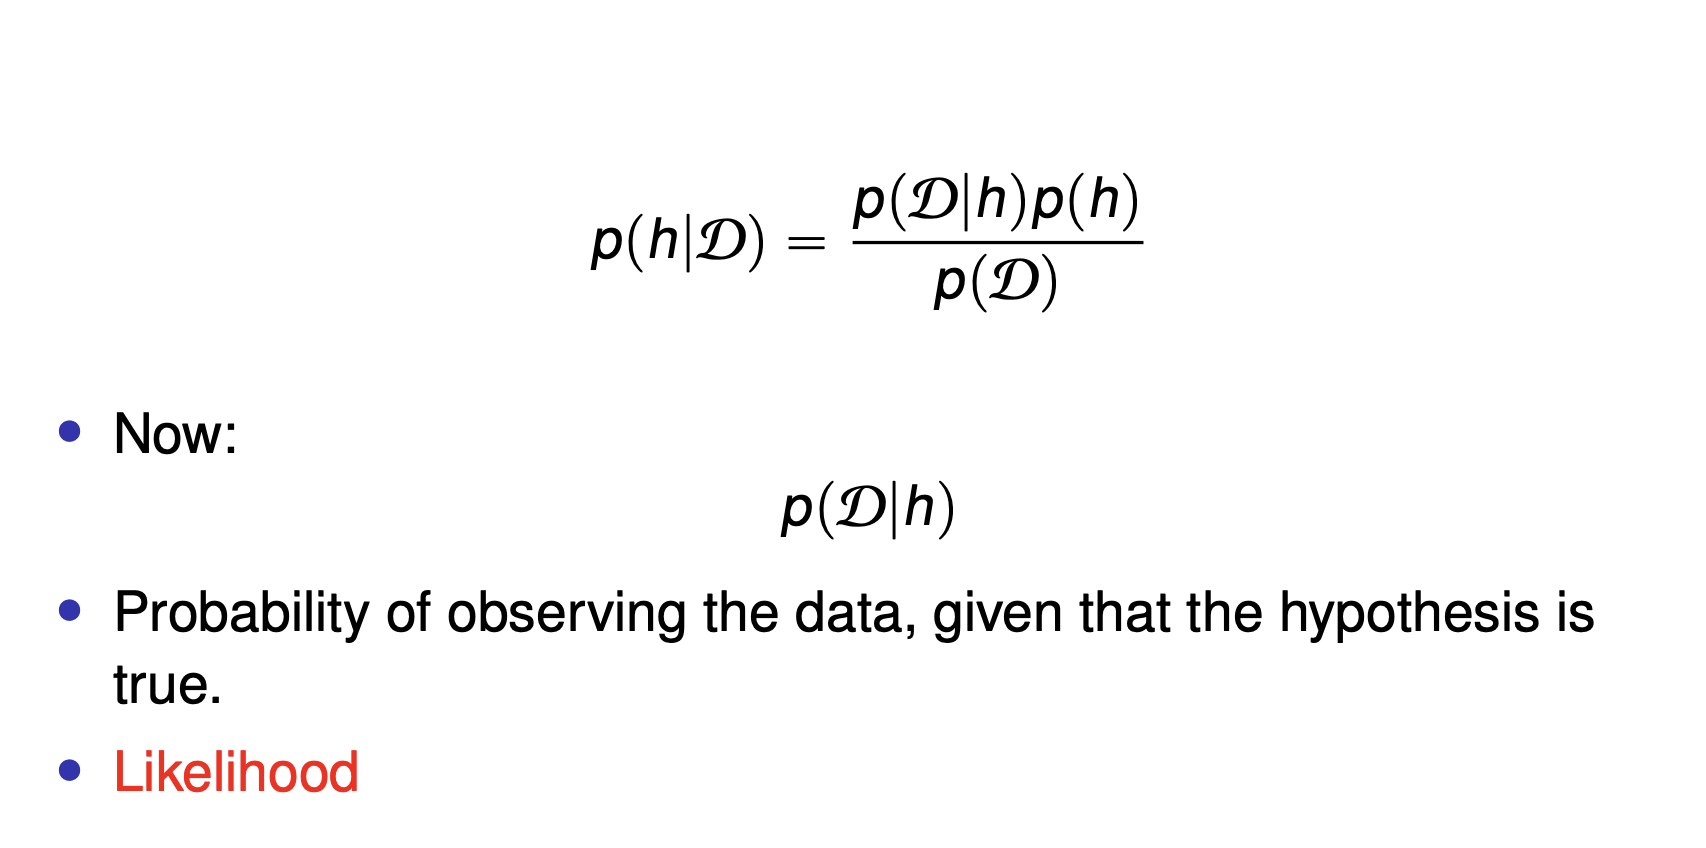 p(h|𝒟) = p(𝒟|h)p(h) / p(𝒟)
• Now:
p(𝒟|h)
• Probability of observing the data, given that the hypothesis is
true.
• Likelihood